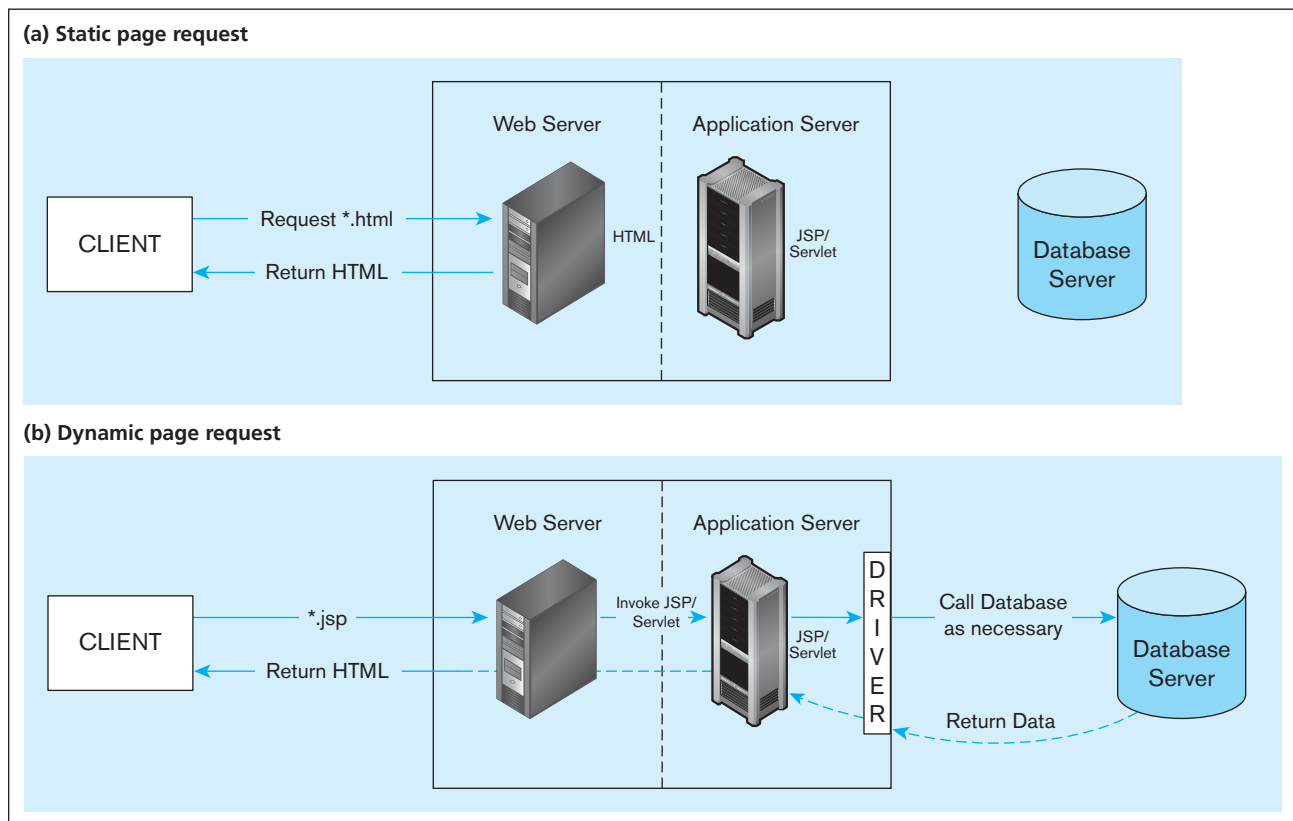 (a) Static page request
Web Server
Application Server
CLIENT
Request *.html
Return HTML
HTML
JSP/
Servlet
Database
Server
(b) Dynamic page request
Web Server
Application Server
CLIENT
*.jsp
Return HTML
Invoke JSP/
Servlet
JSP/
Servlet
D
R
I
V
E
R
Call Database
as necessary
Return Data
Database
Server